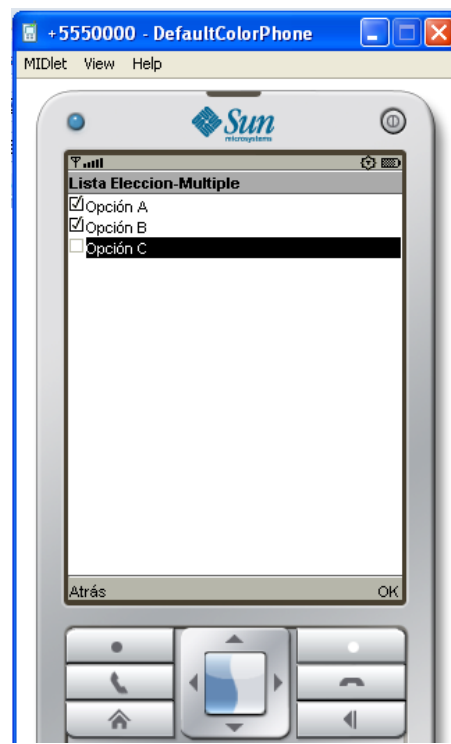 +5550000 - DefaultColorPhone
MIDlet View Help
Sun
microsystems
Lista Eleccion-Multiple
Opción A
Opción B
Opción C
Atrás OK